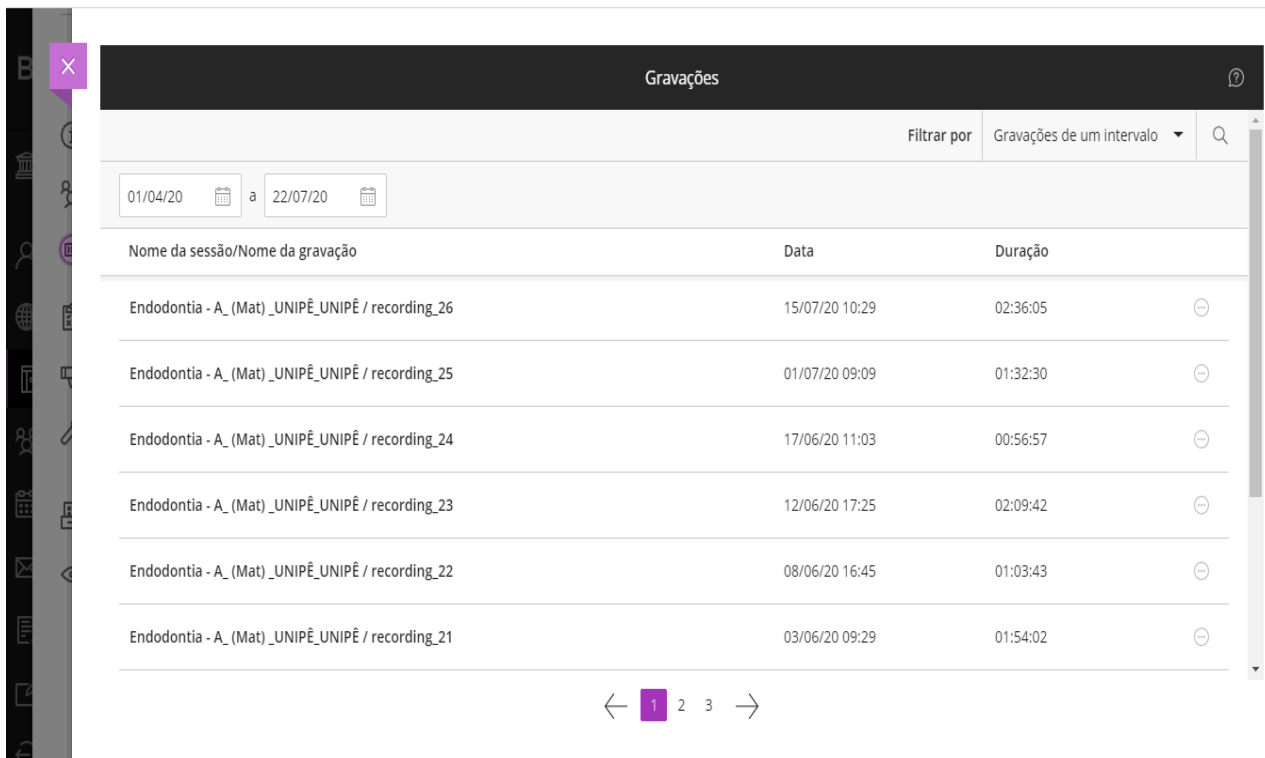 B
Gravações
Filtrar por Gravações de um intervalo
01/04/20 a 22/07/20
Nome da sessão/Nome da gravação Data Duração
Endodontia - A_ (Mat) _UNIPÊ_UNIPÊ / recording_26 15/07/20 10:29 02:36:05
Endodontia - A_ (Mat) _UNIPÊ_UNIPÊ / recording_25 01/07/20 09:09 01:32:30
Endodontia - A_ (Mat) _UNIPÊ_UNIPÊ / recording_24 17/06/20 11:03 00:56:57
Endodontia - A_ (Mat) _UNIPÊ_UNIPÊ / recording_23 12/06/20 17:25 02:09:42
Endodontia - A_ (Mat) _UNIPÊ_UNIPÊ / recording_22 08/06/20 16:45 01:03:43
Endodontia - A_ (Mat) _UNIPÊ_UNIPÊ / recording_21 03/06/20 09:29 01:54:02
1 2 3